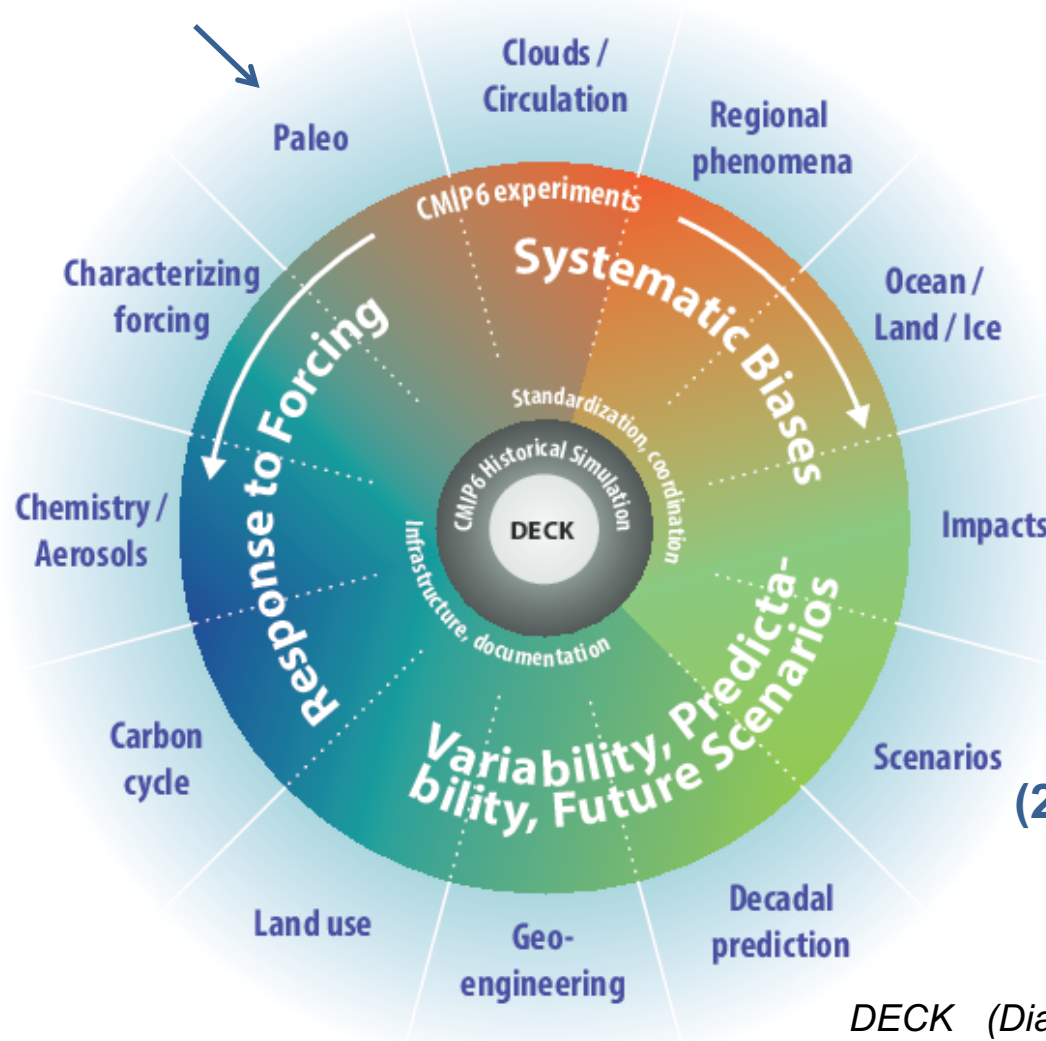 Clouds /
Circulation
Regional
phenomena
Ocean /
Land / Ice
Impacts
Scenarios
(2
Decadal
prediction
Geo-
engineering
Land use
Carbon
cycle
Chemistry /
Aerosols
Characterizing
forcing
Paleo
CMIP6 experiments
Systematic Biases
Variability, Predicta-
bility, Future Scenarios
Response to Forcing
Standardization, coordination
Infrastructure, documentation
CMIP6 Historical Simulation
DECK
DECK (Dia